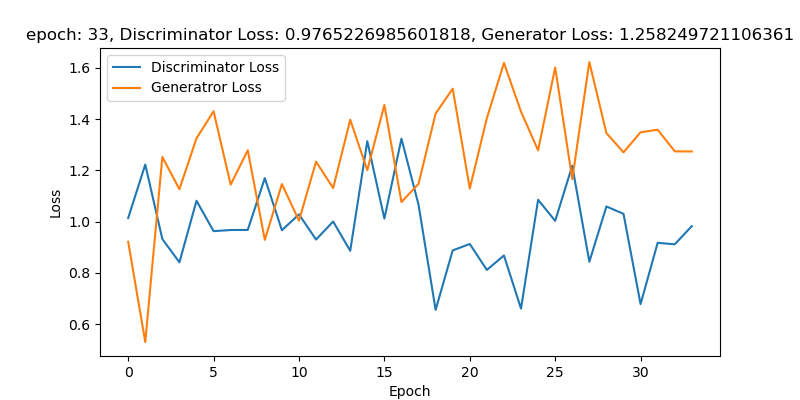 epoch: 33, Discriminator Loss: 0.9765226985601818, Generator Loss: 1.258249721106361
Discriminator Loss
Generatror Loss
Loss
1.6
1.4
1.2
1.0
0.8
0.6
0 5 10 15 20 25 30
Epoch